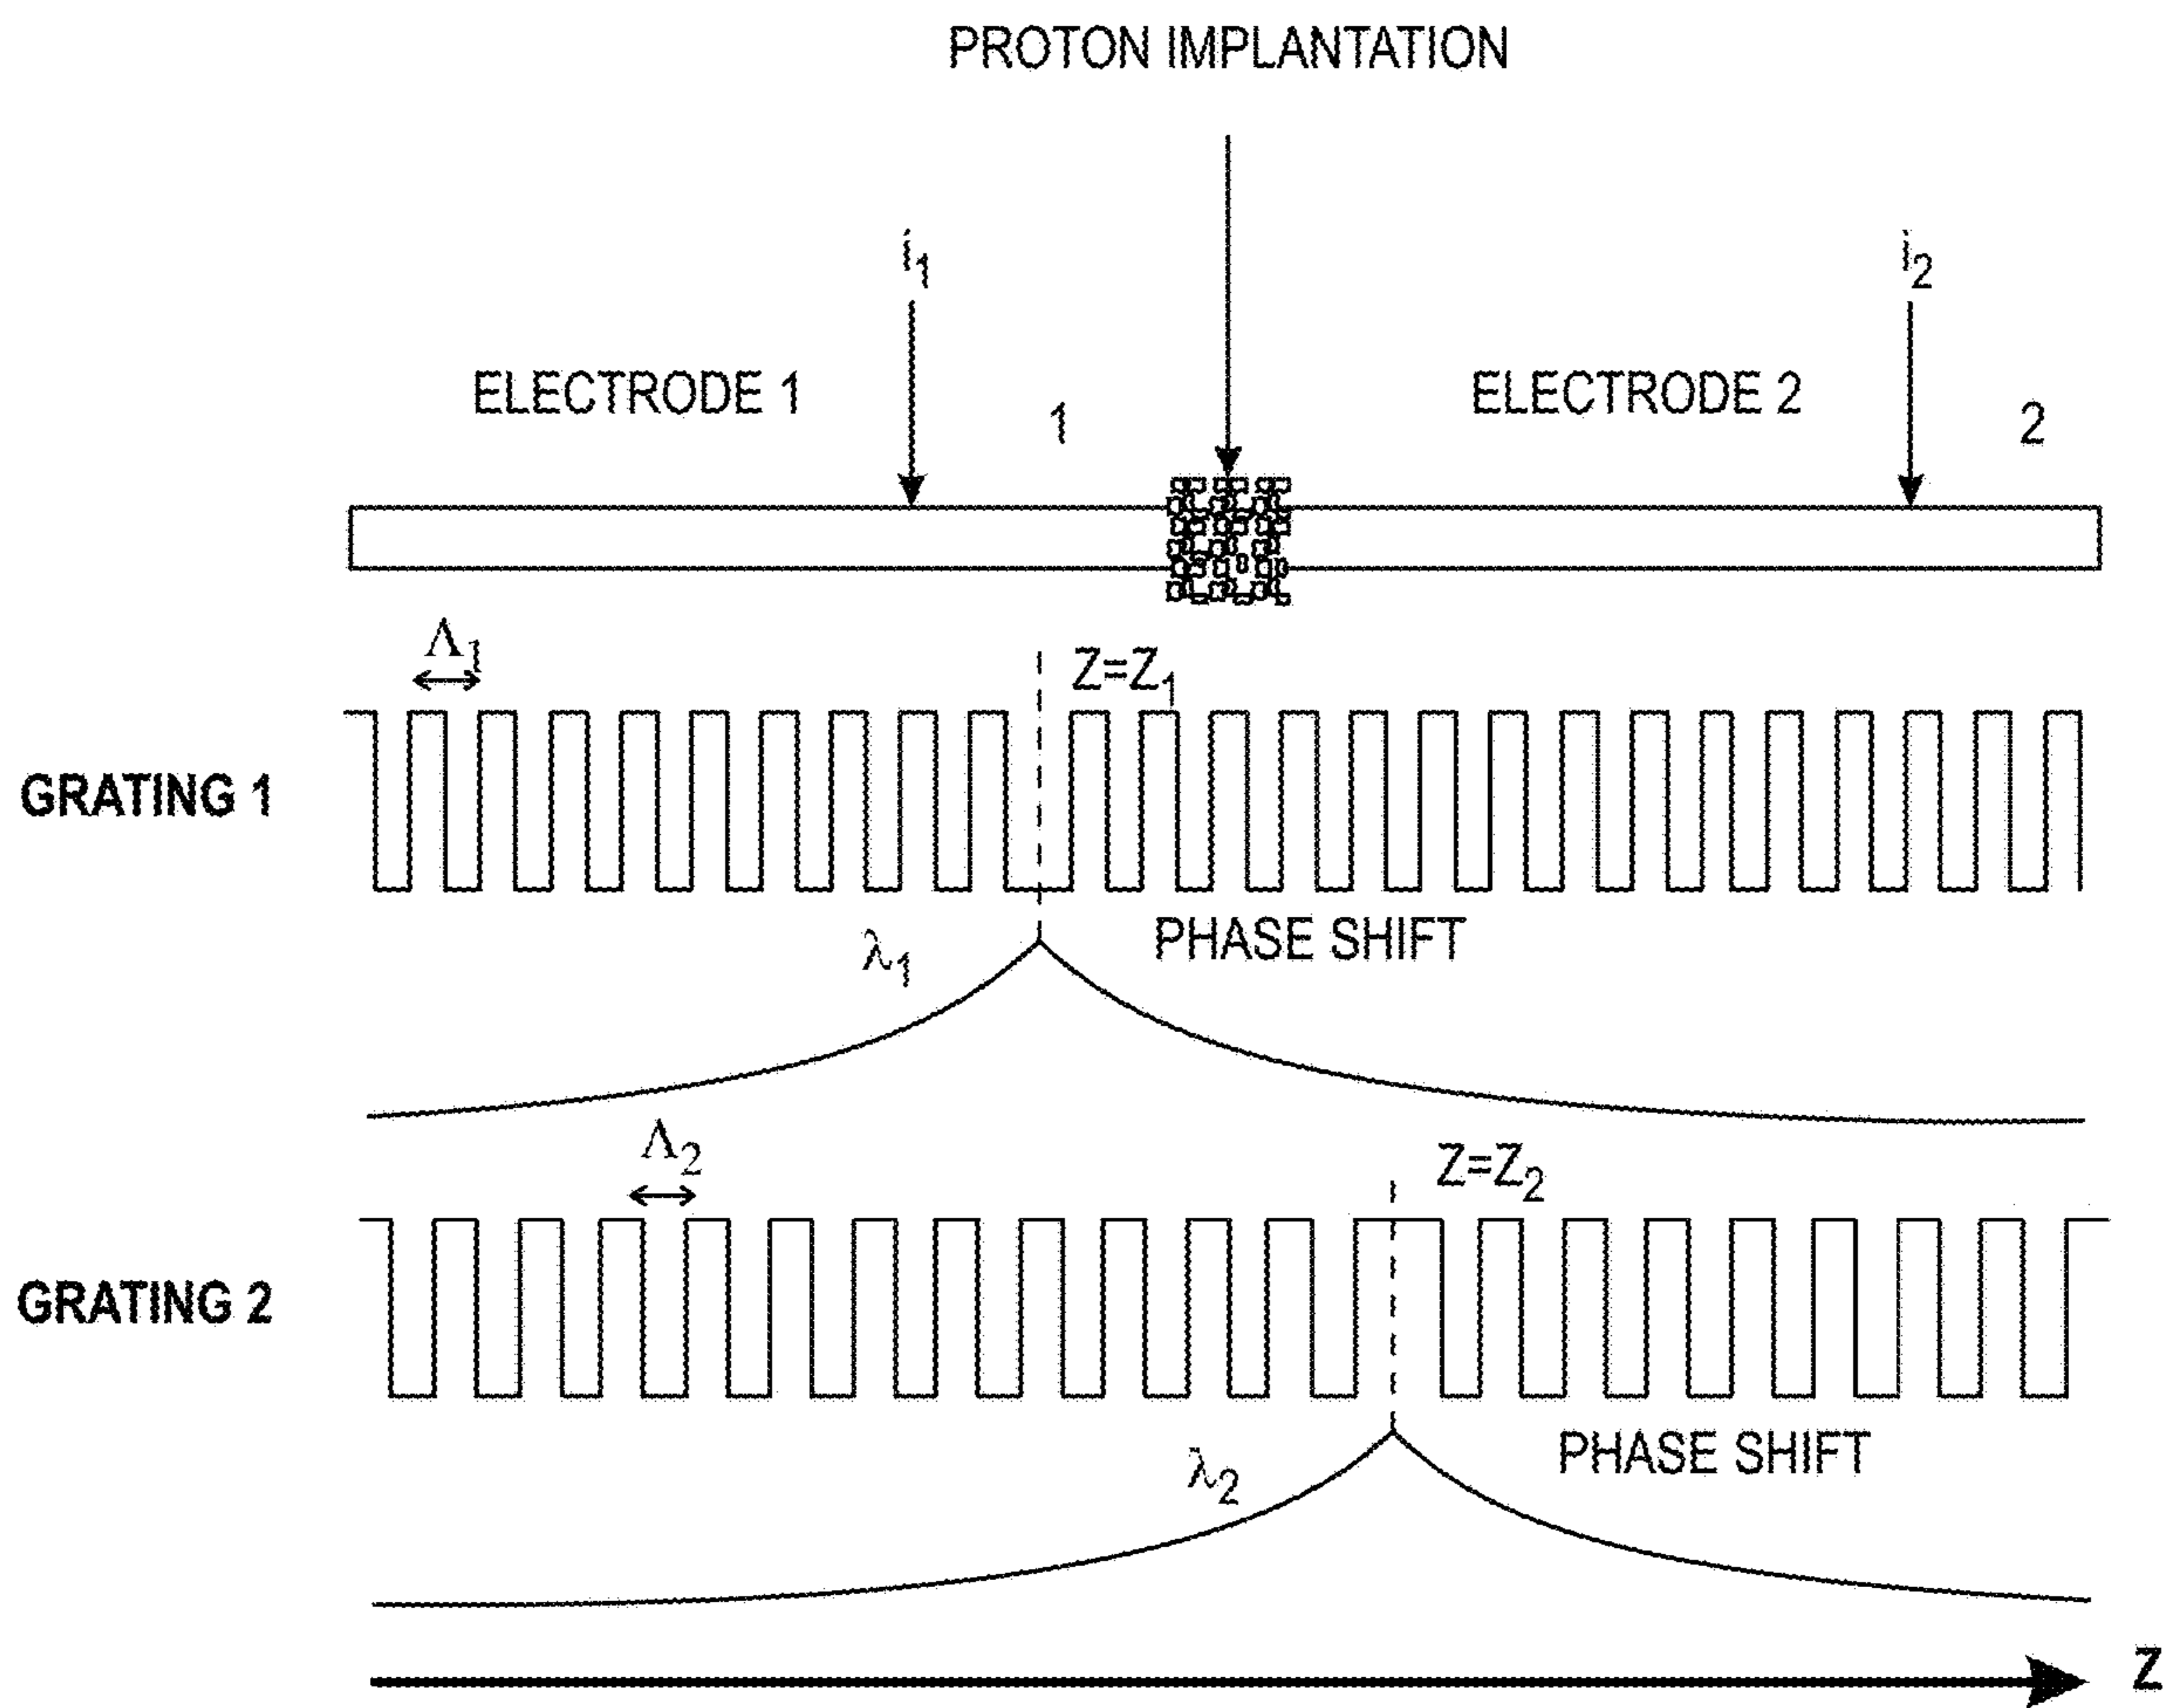 PROTON IMPLANTATION
i₁
i₂
ELECTRODE 1
1
ELECTRODE 2
2
Λ₁
Z=Z₁
GRATING 1
λ₁
PHASE SHIFT
Λ₂
Z=Z₂
GRATING 2
λ₂
PHASE SHIFT
Z